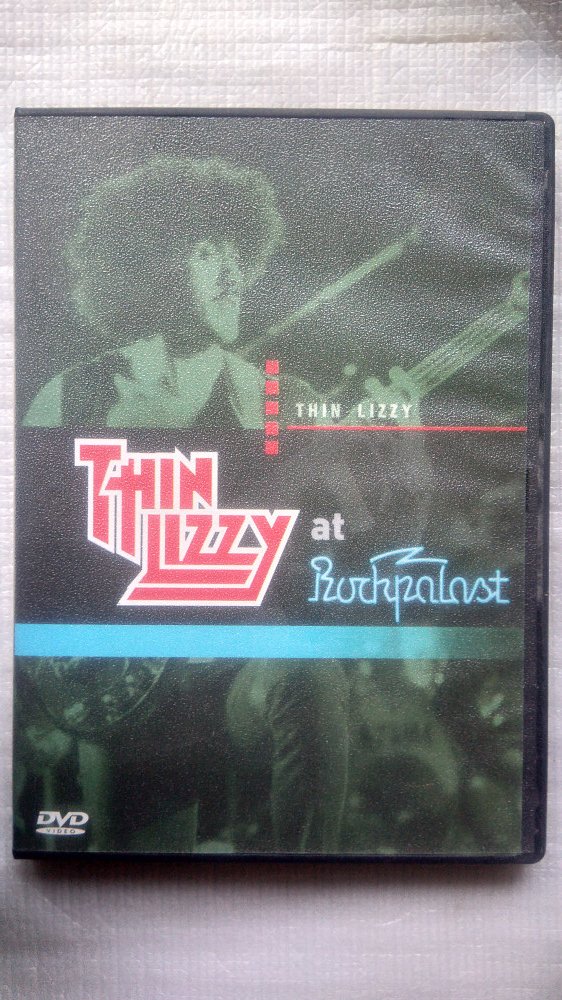 THIN LIZZY
THIN
LIZZY
at
Rockpalast
DVD
VIDEO